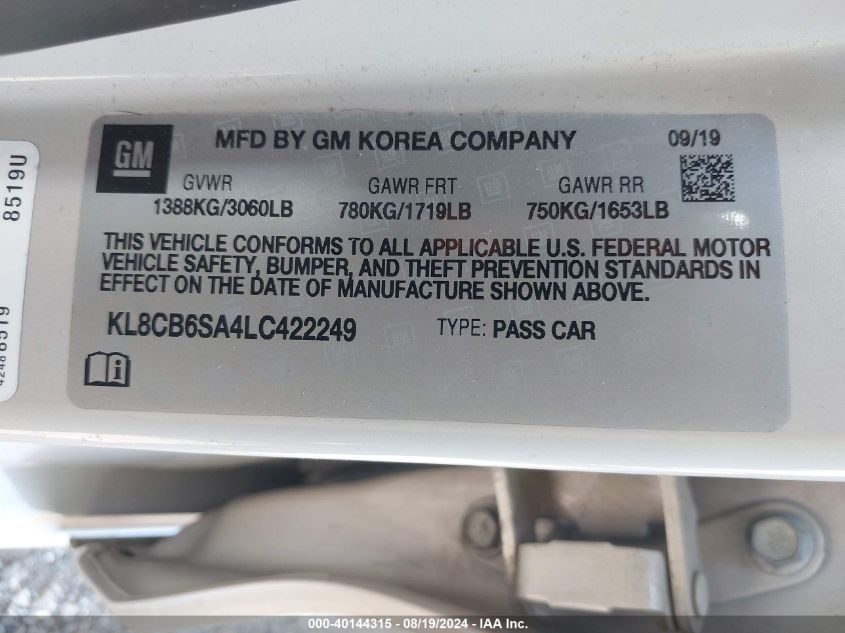 GM
MFD BY GM KOREA COMPANY 09/19
GVWR GAWR FRT GAWR RR
1388KG/3060LB 780KG/1719LB 750KG/1653LB
THIS VEHICLE CONFORMS TO ALL APPLICABLE U.S. FEDERAL MOTOR
VEHICLE SAFETY, BUMPER, AND THEFT PREVENTION STANDARDS IN
EFFECT ON THE DATE OF MANUFACTURE SHOWN ABOVE.
KL8CB6SA4LC422249 TYPE: PASS CAR
8519U
42488519
000-40144315 - 08/19/2024 - IAA Inc.